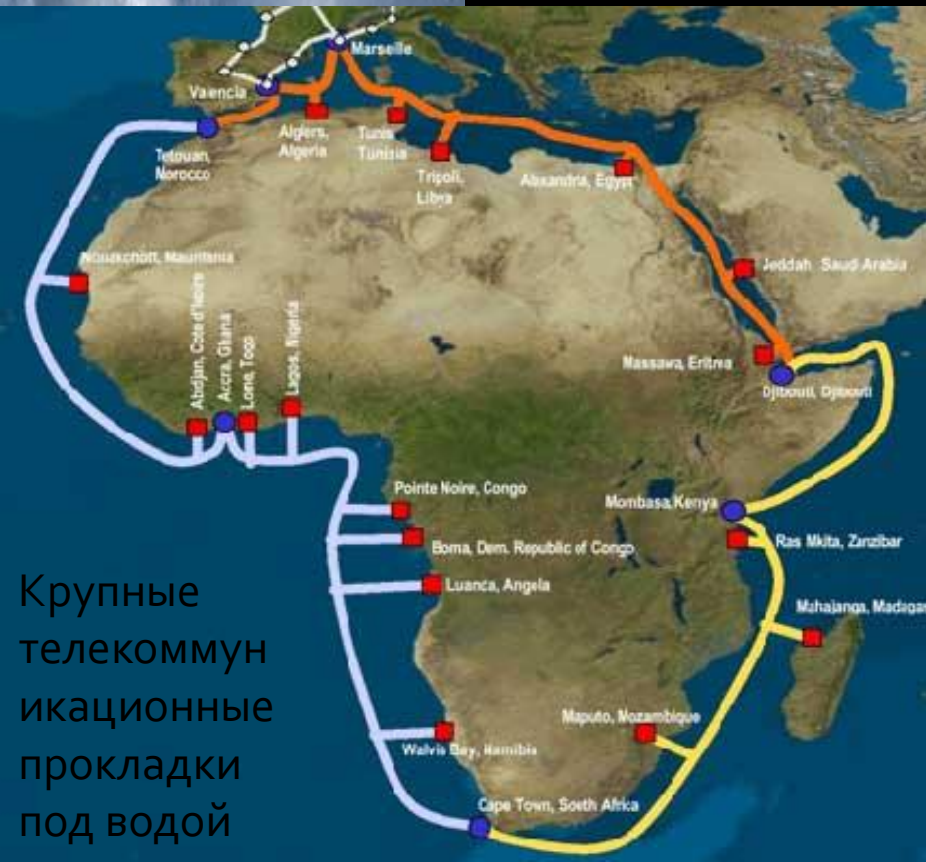 Marseille
Valencia
Algiers,
Algeria
Tunis
Tunisia
Tetouan,
Norocco
Tripoli,
Libya
Alexandria, Egypt
Nouakchott, Mauritania
Jeddah Saudi Arabia
Abidjan, Cote d'Ivoire
Accra, Ghana
Lone, Togo
Lagos, Nigeria
Massawa, Eritrea
Djibouti, Djibouti
Pointe Noire, Congo
Mombasa, Kenya
Boma, Dem. Republic of Congo
Ras Mkita, Zanzibar
Luanca, Angela
Mahajanga, Madagas
Maputo, Mozambique
Walvis Bay, Namibia
Cape Town, South Africa
Крупные
телекоммун
икационные
прокладки
под водой